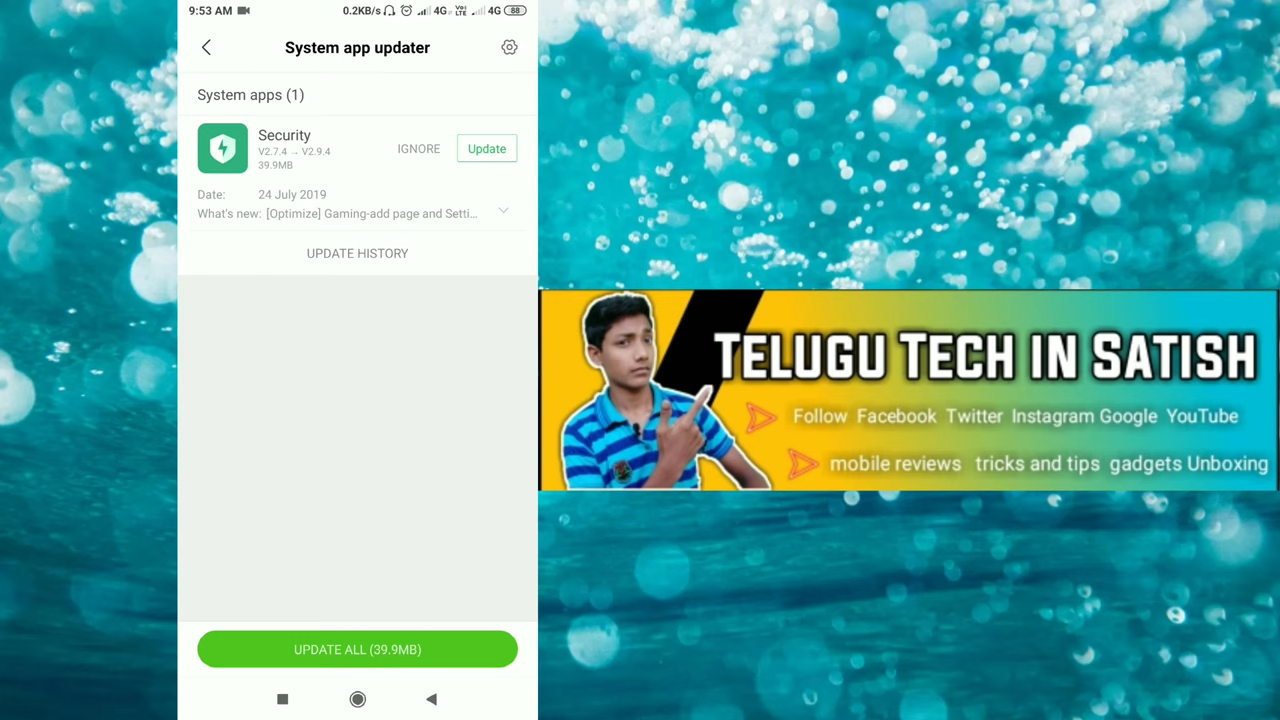 9:53 AM 0.2KB/s 4G VoLTE 4G 88
System app updater
System apps (1)
Security
V2.7.4 → V2.9.4
39.9MB
IGNORE
Update
Date: 24 July 2019
What's new: [Optimize] Gaming-add page and Setti...
UPDATE HISTORY
UPDATE ALL (39.9MB)
TELUGU TECH IN SATISH
Follow Facebook Twitter Instagram Google YouTube
mobile reviews tricks and tips gadgets Unboxing